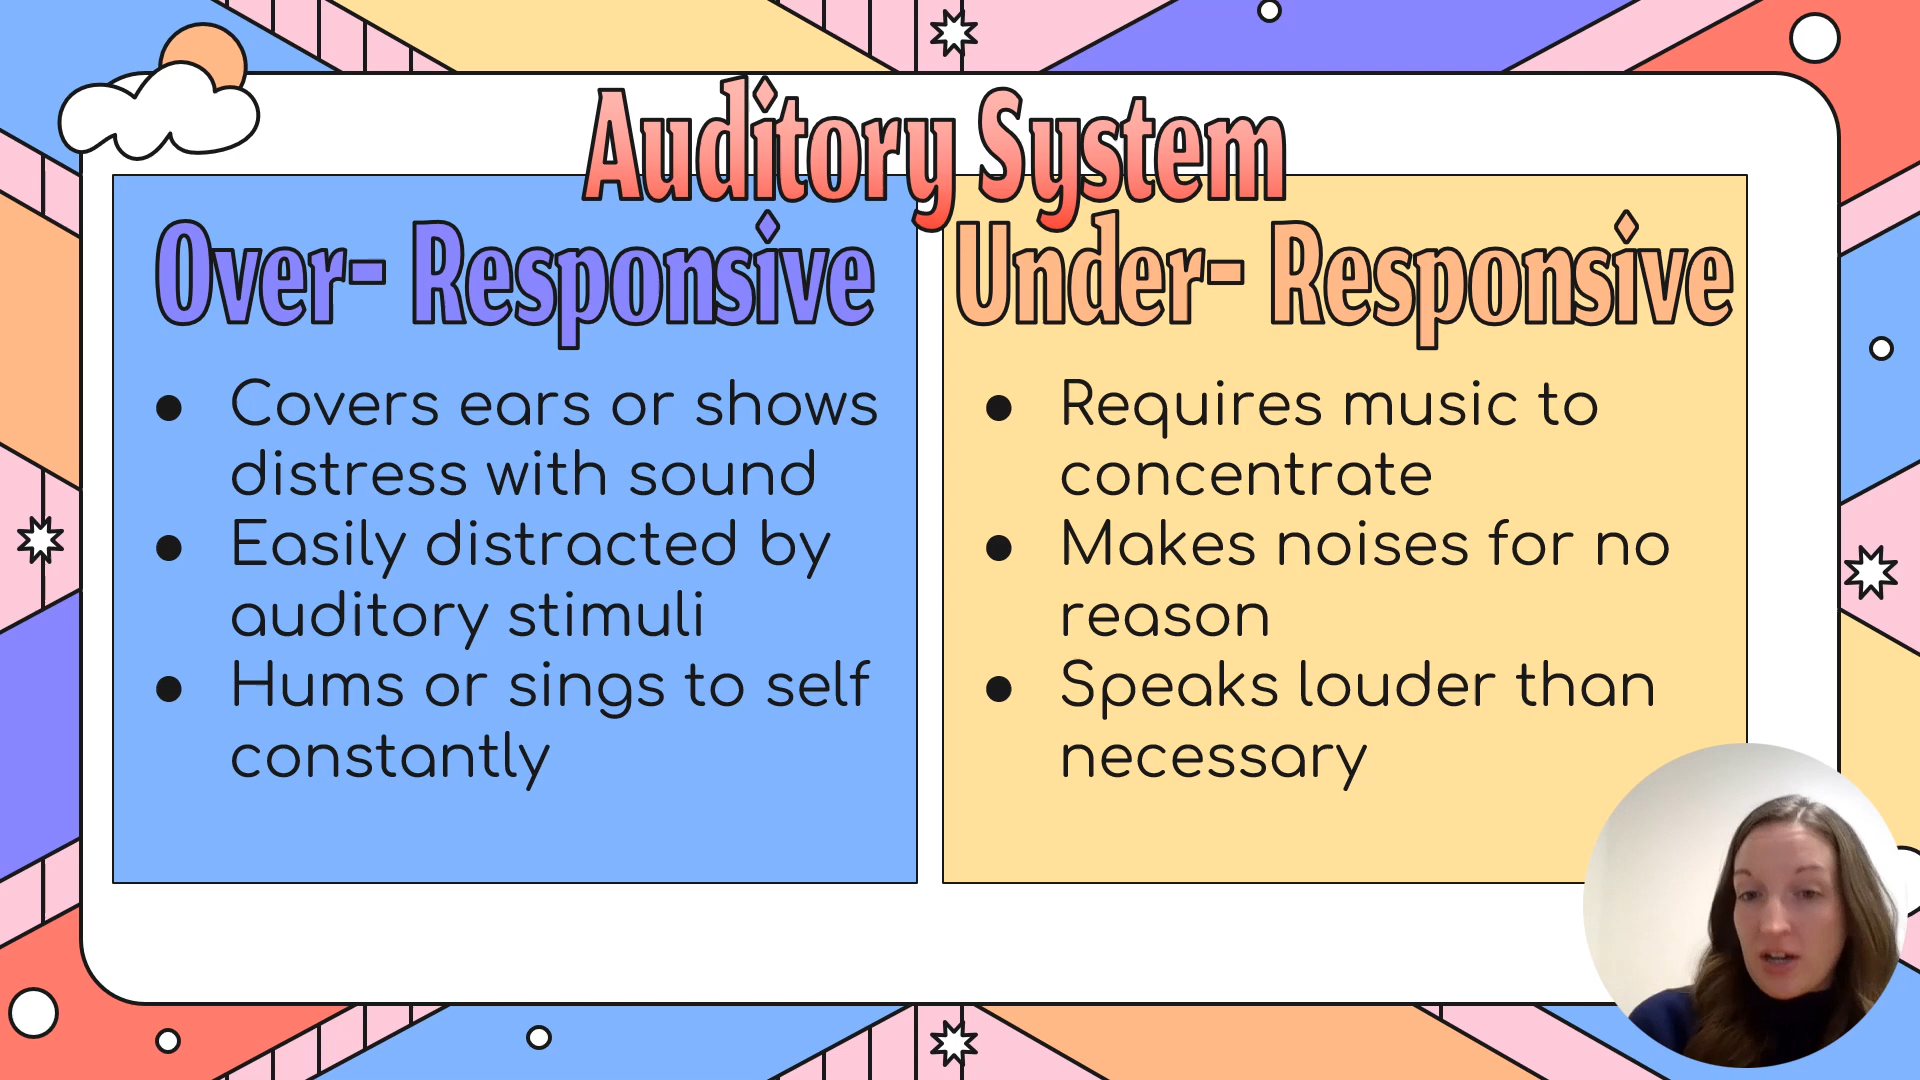 Auditory System
Over- Responsive
● Covers ears or shows
distress with sound
● Easily distracted by
auditory stimuli
● Hums or sings to self
constantly
Under- Responsive
● Requires music to
concentrate
● Makes noises for no
reason
● Speaks louder than
necessary